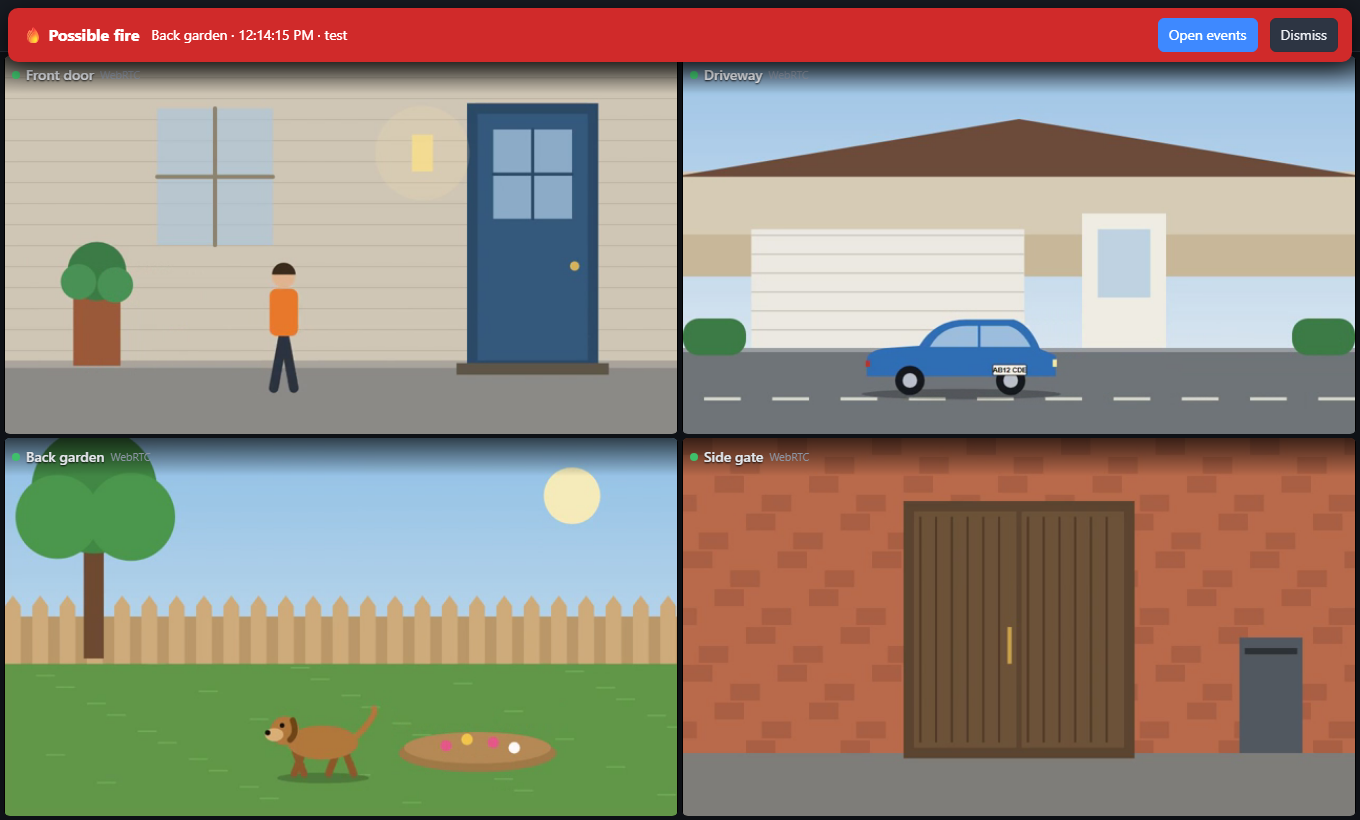 Possible fire Back garden · 12:14:15 PM · test
Open events
Dismiss
Front door WebRTC
Driveway WebRTC
AB12 CDE
Back garden WebRTC
Side gate WebRTC